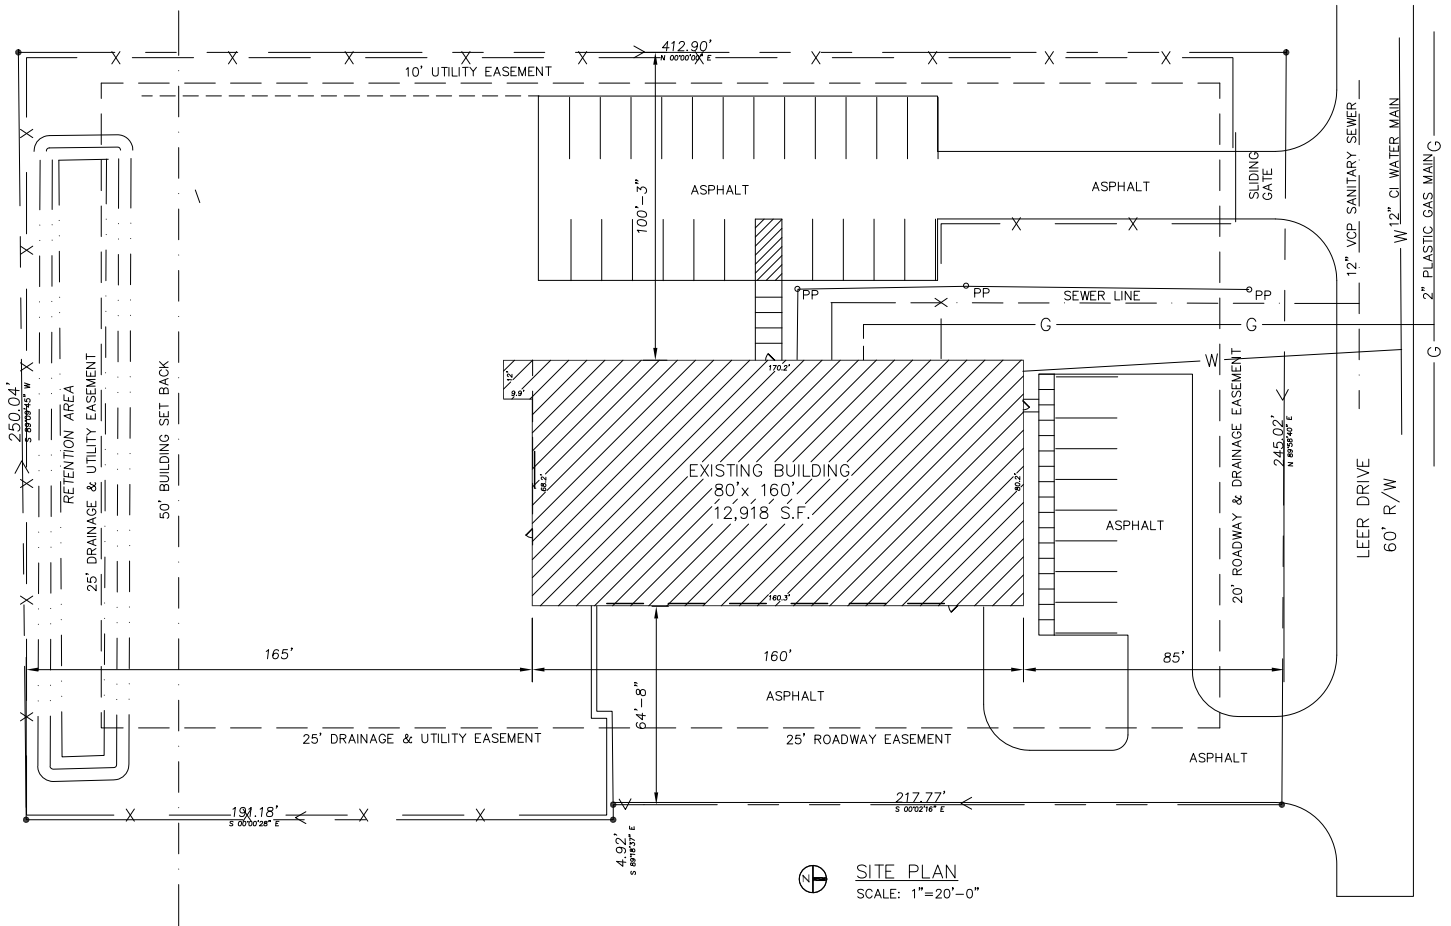 412.90'
N 00°00'00" E
10' UTILITY EASEMENT
100'-3"
ASPHALT
ASPHALT
SLIDING
GATE
12" VCP SANITARY SEWER
12" CI WATER MAIN
W
2" PLASTIC GAS MAIN
G
G
PP
PP
PP
SEWER LINE
G
G
W
250.04'
S 89°09'45" W
RETENTION AREA
25' DRAINAGE & UTILITY EASEMENT
50' BUILDING SET BACK
12'
9.9'
170.2'
68.2'
EXISTING BUILDING
80'x 160'
12,918 S.F.
80.2'
160.3'
ASPHALT
20' ROADWAY & DRAINAGE EASEMENT
245.02'
N 89°58'40" E
LEER DRIVE
60' R/W
165'
160'
85'
64'-8"
ASPHALT
25' DRAINAGE & UTILITY EASEMENT
25' ROADWAY EASEMENT
ASPHALT
191.18'
S 00°00'28" E
217.77'
S 00°02'16" E
4.92'
S 89°18'37" E
N
SITE PLAN
SCALE: 1"=20'-0"